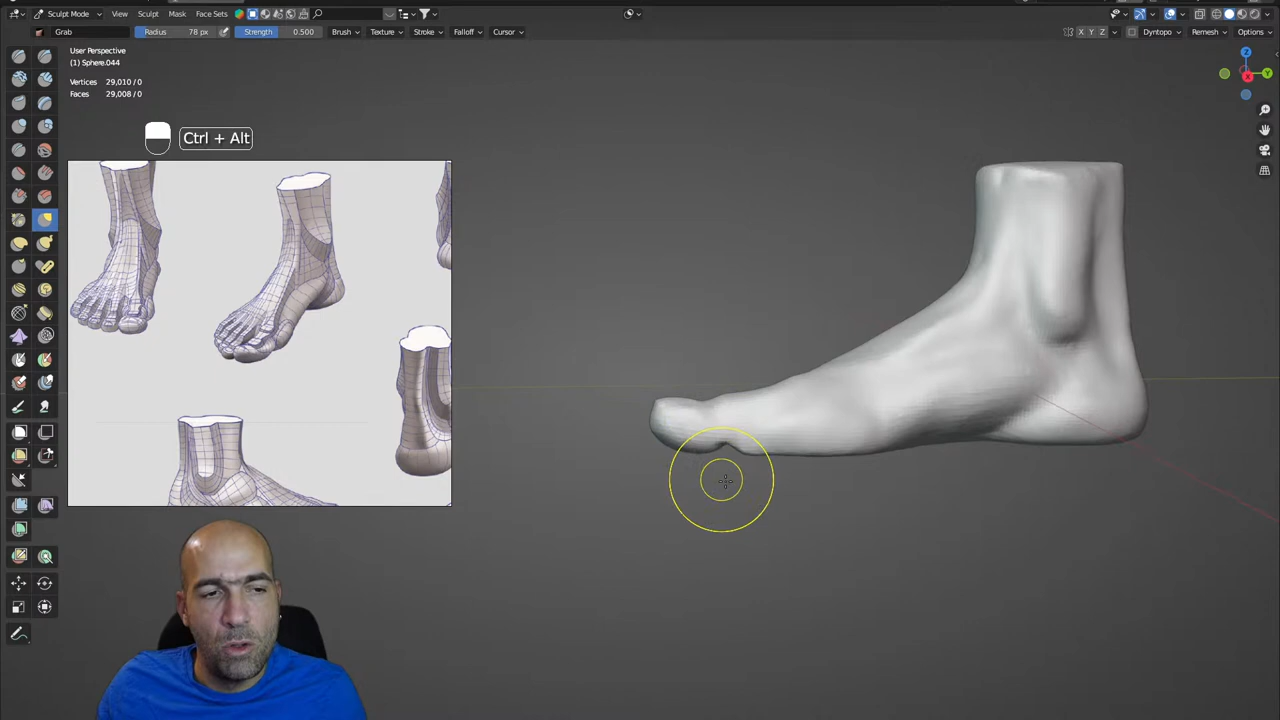 Sculpt Mode View Sculpt Mask Face Sets
Grab Radius 78 px Strength 0.500 Brush Texture Stroke Falloff Cursor X Y Z Dyntopo Remesh Options
User Perspective
(1) Sphere.044
Vertices 29,010 / 0
Faces 29,008 / 0
Ctrl + Alt
Z
Y
X